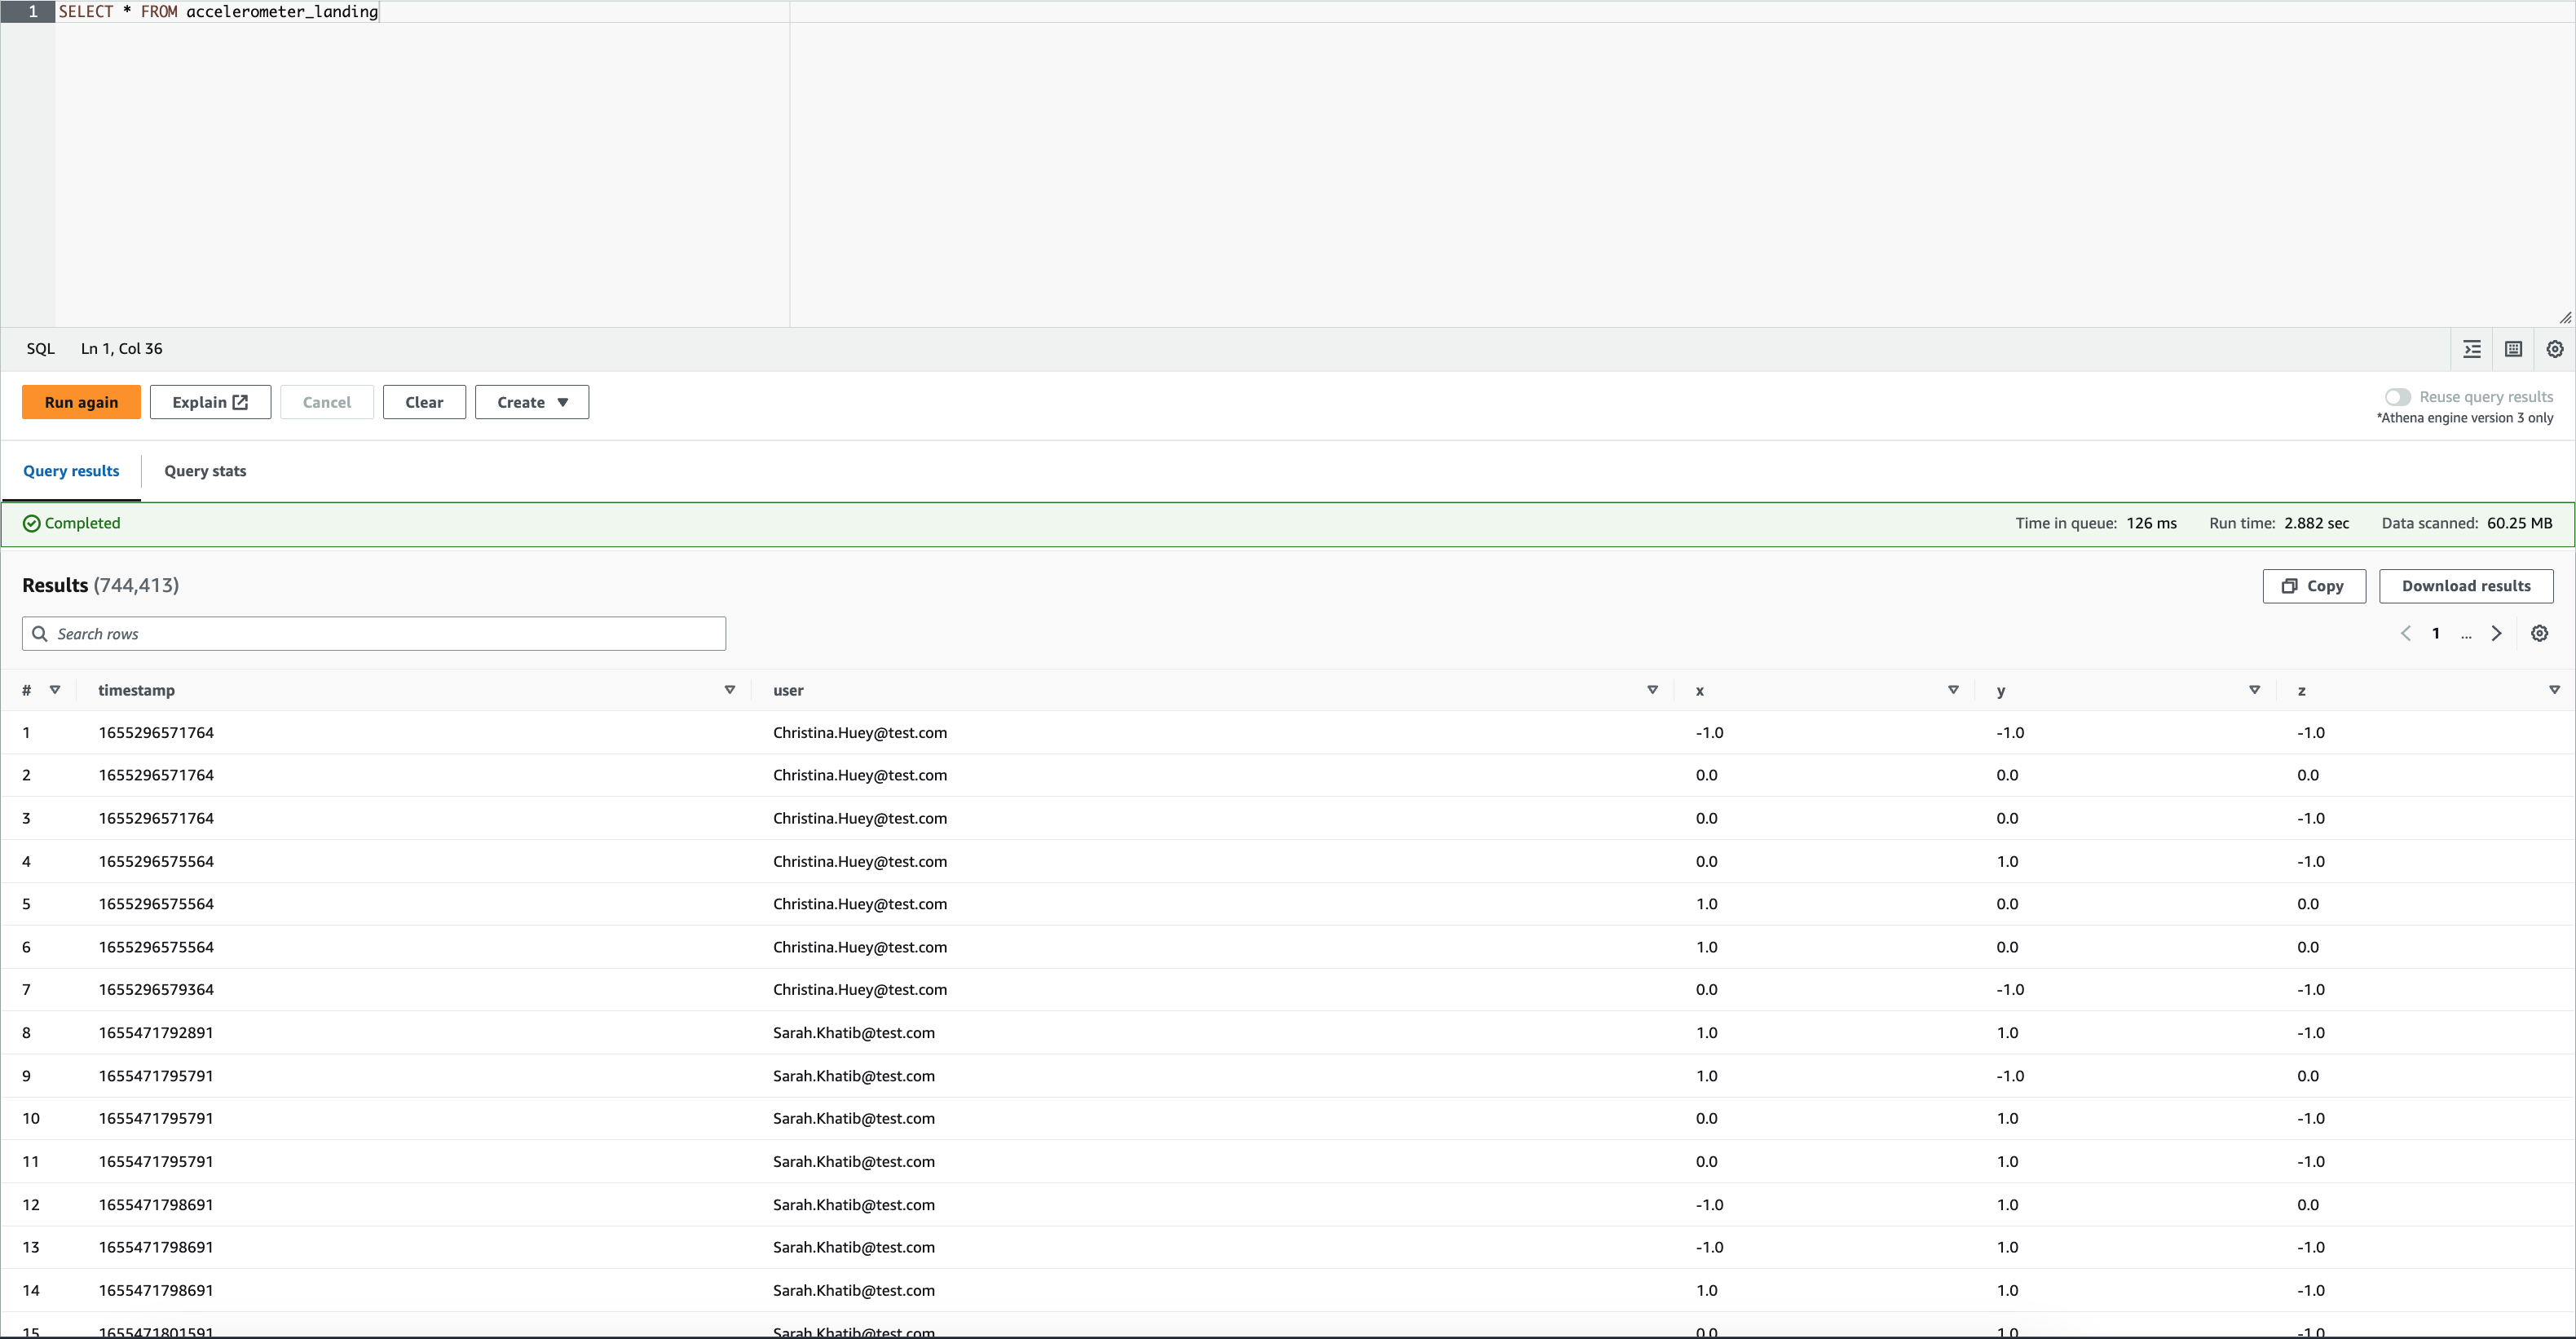 1 SELECT * FROM accelerometer_landing
SQL Ln 1, Col 36
Run again Explain Cancel Clear Create Reuse query results
*Athena engine version 3 only
Query results Query stats
Completed Time in queue: 126 ms Run time: 2.882 sec Data scanned: 60.25 MB
Results (744,413) Copy Download results
Search rows 1 ...
# timestamp user x y z
1 1655296571764 Christina.Huey@test.com -1.0 -1.0 -1.0
2 1655296571764 Christina.Huey@test.com 0.0 0.0 0.0
3 1655296571764 Christina.Huey@test.com 0.0 0.0 -1.0
4 1655296575564 Christina.Huey@test.com 0.0 1.0 -1.0
5 1655296575564 Christina.Huey@test.com 1.0 0.0 0.0
6 1655296575564 Christina.Huey@test.com 1.0 0.0 0.0
7 1655296579364 Christina.Huey@test.com 0.0 -1.0 -1.0
8 1655471792891 Sarah.Khatib@test.com 1.0 1.0 -1.0
9 1655471795791 Sarah.Khatib@test.com 1.0 -1.0 0.0
10 1655471795791 Sarah.Khatib@test.com 0.0 1.0 -1.0
11 1655471795791 Sarah.Khatib@test.com 0.0 1.0 -1.0
12 1655471798691 Sarah.Khatib@test.com -1.0 1.0 0.0
13 1655471798691 Sarah.Khatib@test.com -1.0 1.0 -1.0
14 1655471798691 Sarah.Khatib@test.com 1.0 1.0 -1.0
15 1655471801591 Sarah.Khatib@test.com 0.0 1.0 -1.0